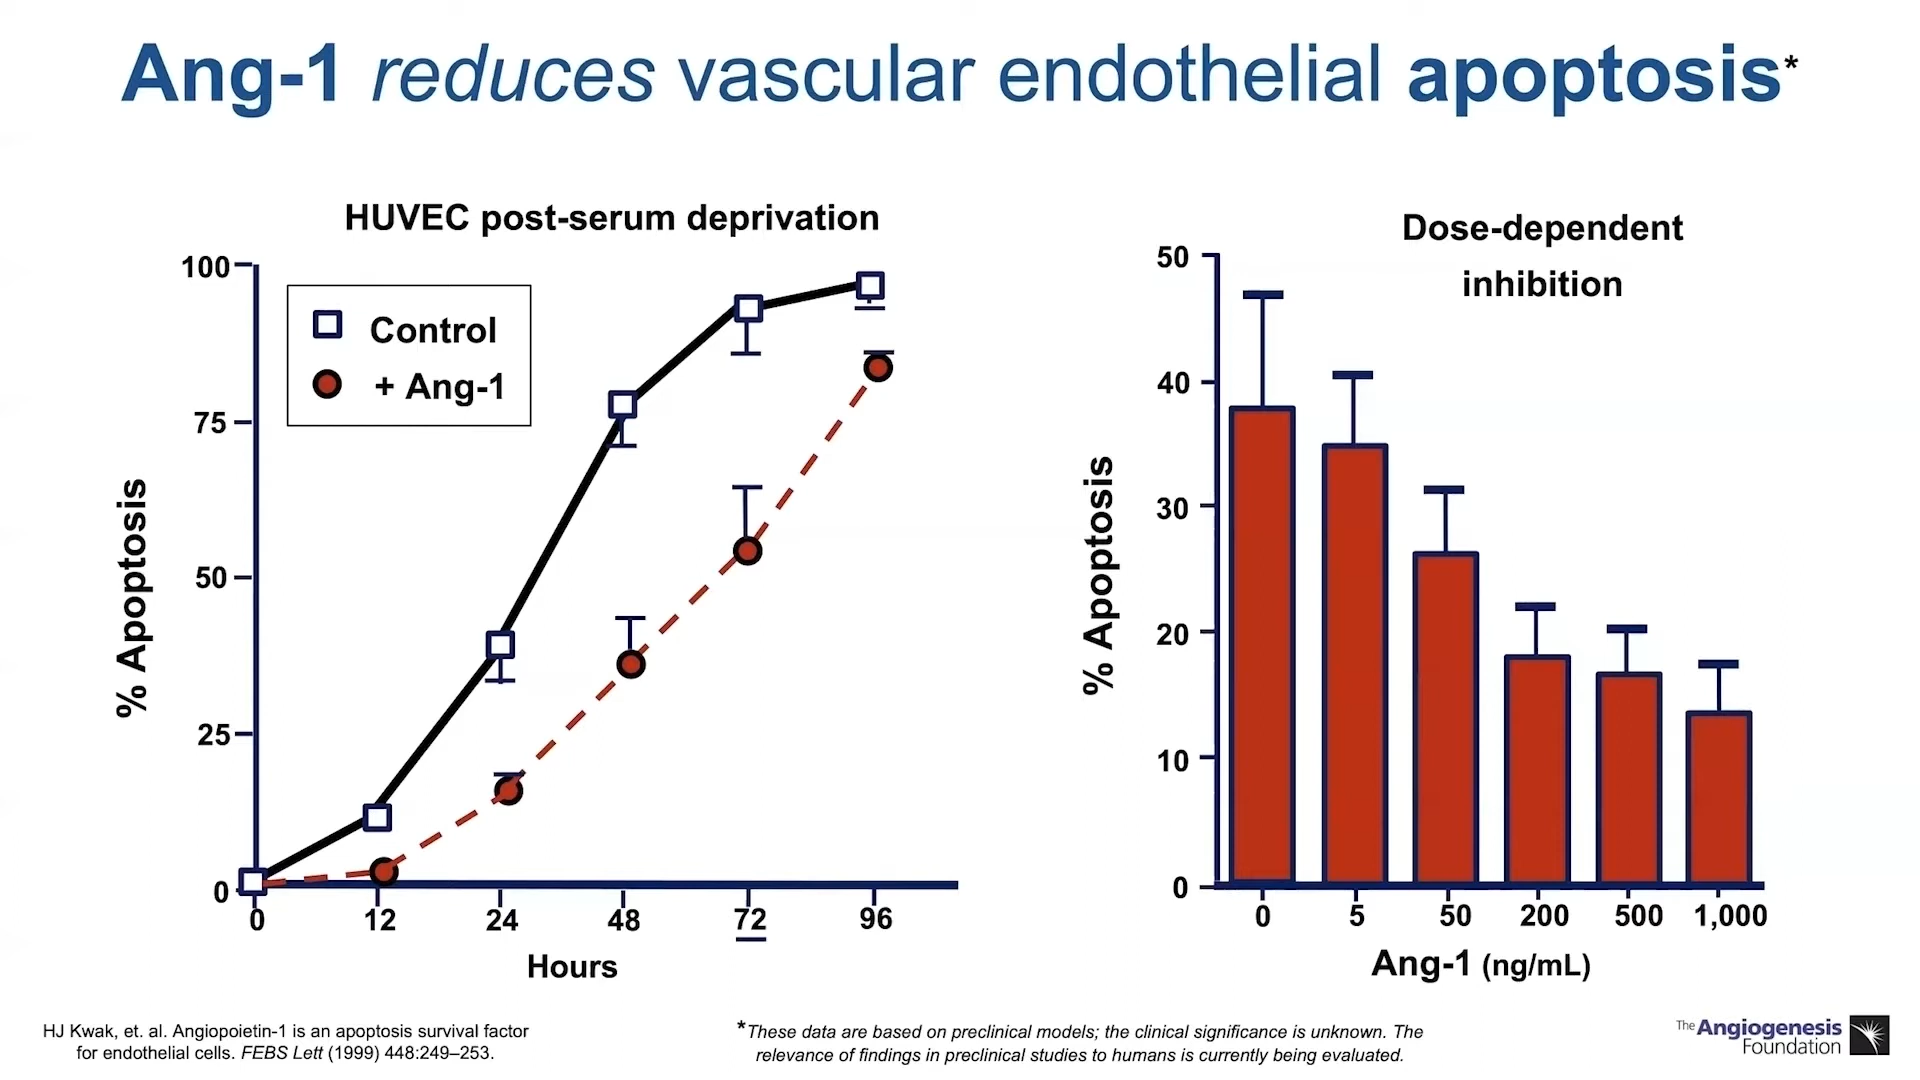 Ang-1 reduces vascular endothelial apoptosis*
HUVEC post-serum deprivation
100
75
50
25
0
% Apoptosis
Control
+ Ang-1
0 12 24 48 72 96
Hours
Dose-dependent
inhibition
50
40
30
20
10
0
% Apoptosis
0 5 50 200 500 1,000
Ang-1 (ng/mL)
HJ Kwak, et. al. Angiopoietin-1 is an apoptosis survival factor
for endothelial cells. FEBS Lett (1999) 448:249–253.
*These data are based on preclinical models; the clinical significance is unknown. The
relevance of findings in preclinical studies to humans is currently being evaluated.
The Angiogenesis
Foundation